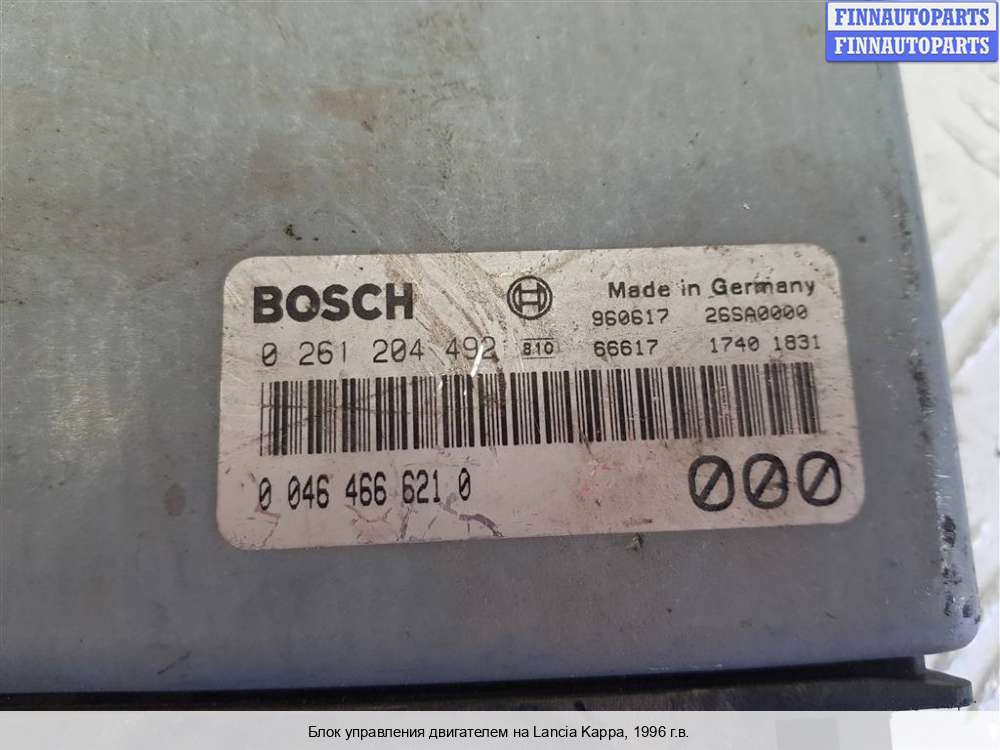 FINNAUTOPARTS
FINNAUTOPARTS
BOSCH
Made in Germany
960617 26SA0000
0 261 204 492 810 66617 1740 1831
0 046 466 621 0
000
Блок управления двигателем на Lancia Kappa, 1996 г.в.